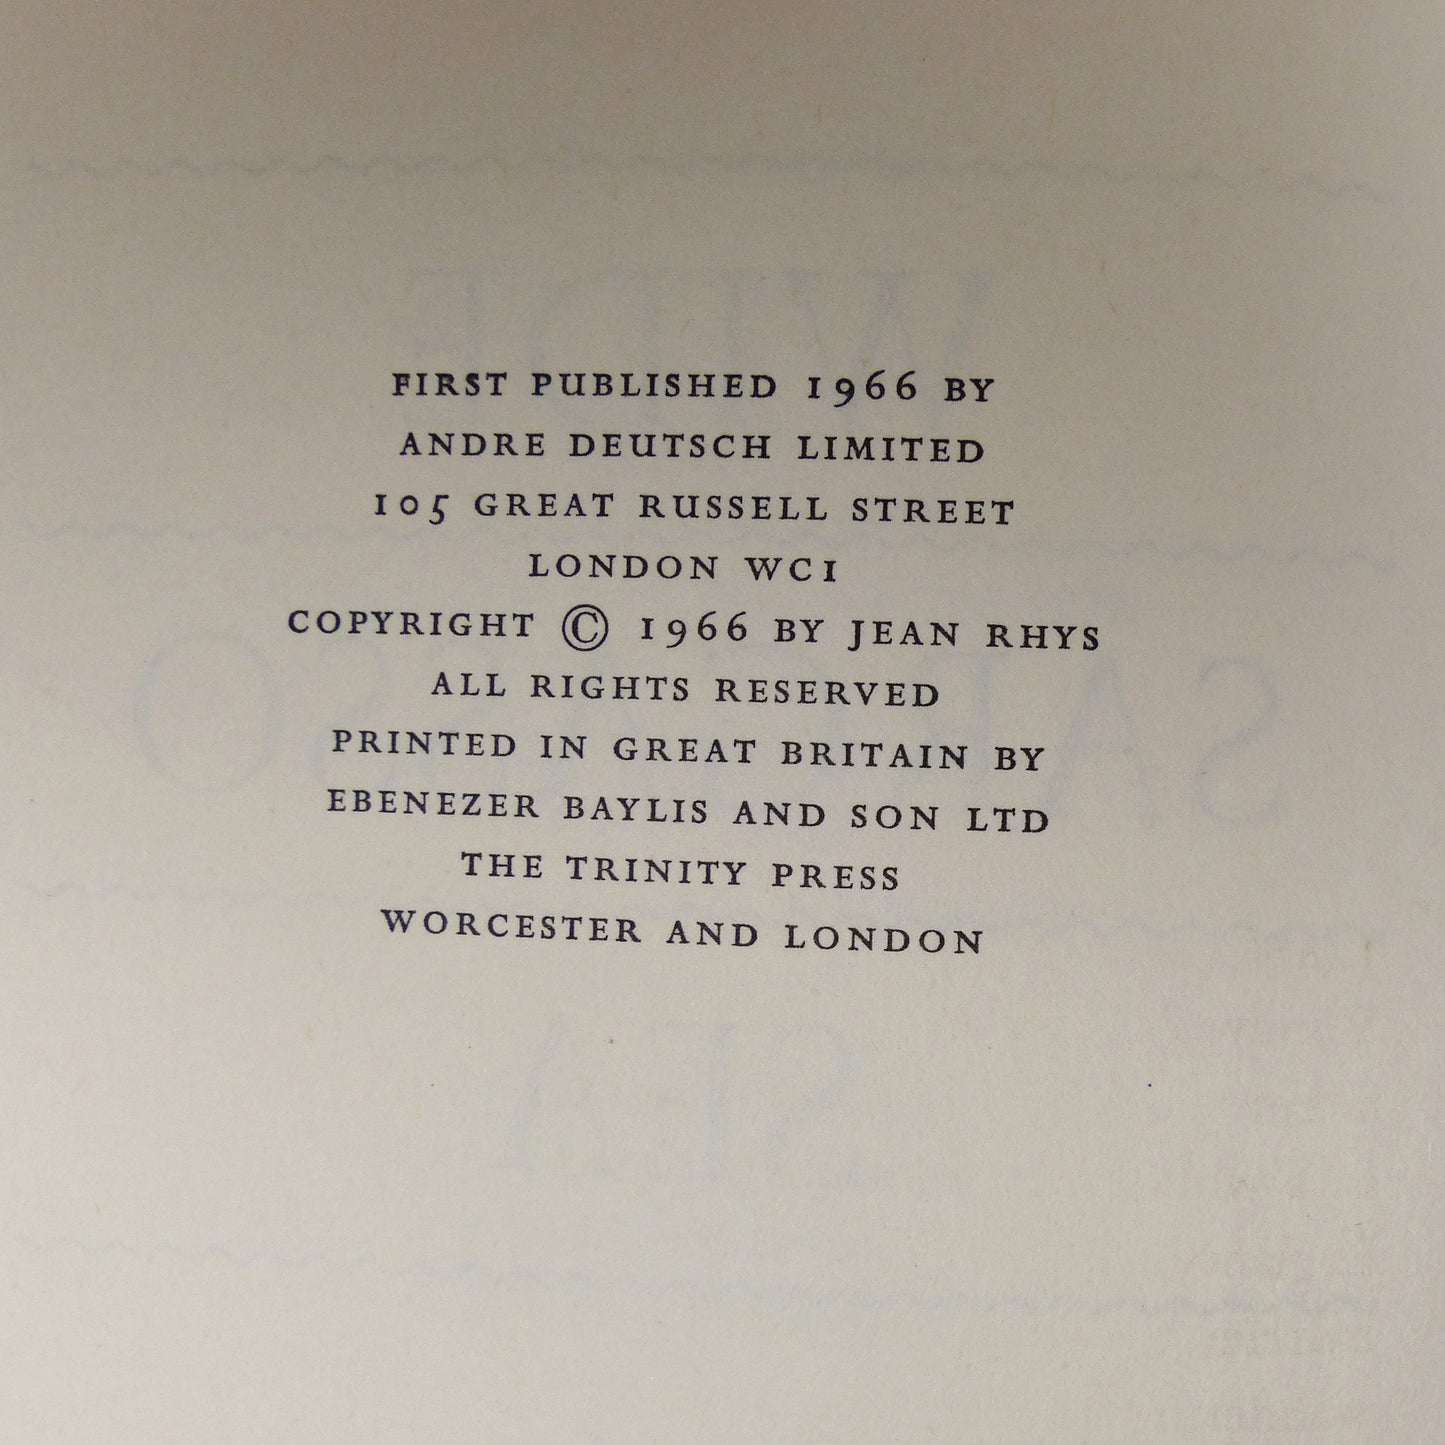 FIRST PUBLISHED 1966 BY
ANDRE DEUTSCH LIMITED
105 GREAT RUSSELL STREET
LONDON WC1
COPYRIGHT © 1966 BY JEAN RHYS
ALL RIGHTS RESERVED
PRINTED IN GREAT BRITAIN BY
EBENEZER BAYLIS AND SON LTD
THE TRINITY PRESS
WORCESTER AND LONDON